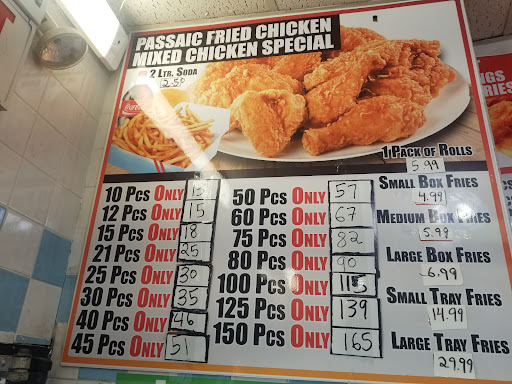 PASSAIC FRIED CHICKEN
MIXED CHICKEN SPECIAL
2 LTR. SODA
2.50
1 PACK OF ROLLS
5.99
10 PCS ONLY 13
12 PCS ONLY 15
15 PCS ONLY 18
21 PCS ONLY 25
25 PCS ONLY 30
30 PCS ONLY 35
40 PCS ONLY 46
45 PCS ONLY 51
50 PCS ONLY 57
60 PCS ONLY 67
75 PCS ONLY 82
80 PCS ONLY 90
100 PCS ONLY 115
125 PCS ONLY 139
150 PCS ONLY 165
SMALL BOX FRIES
4.99
MEDIUM BOX FRIES
5.99
LARGE BOX FRIES
6.99
SMALL TRAY FRIES
14.99
LARGE TRAY FRIES
29.99